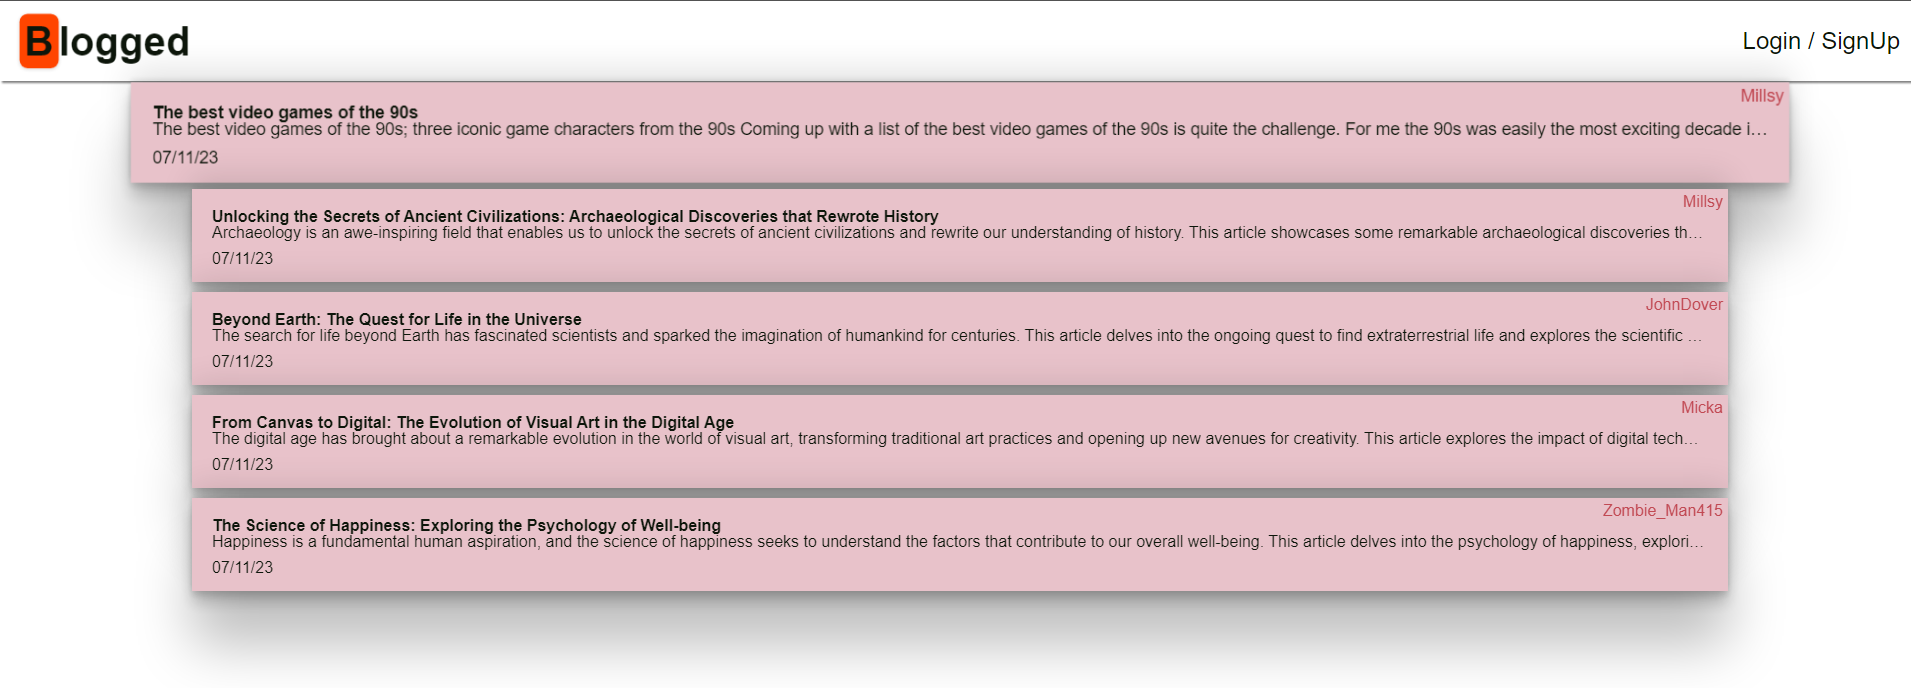 Blogged
Login / SignUp
Millsy
The best video games of the 90s
The best video games of the 90s; three iconic game characters from the 90s Coming up with a list of the best video games of the 90s is quite the challenge. For me the 90s was easily the most exciting decade i…
07/11/23
Millsy
Unlocking the Secrets of Ancient Civilizations: Archaeological Discoveries that Rewrote History
Archaeology is an awe-inspiring field that enables us to unlock the secrets of ancient civilizations and rewrite our understanding of history. This article showcases some remarkable archaeological discoveries th…
07/11/23
JohnDover
Beyond Earth: The Quest for Life in the Universe
The search for life beyond Earth has fascinated scientists and sparked the imagination of humankind for centuries. This article delves into the ongoing quest to find extraterrestrial life and explores the scientific …
07/11/23
Micka
From Canvas to Digital: The Evolution of Visual Art in the Digital Age
The digital age has brought about a remarkable evolution in the world of visual art, transforming traditional art practices and opening up new avenues for creativity. This article explores the impact of digital tech…
07/11/23
Zombie_Man415
The Science of Happiness: Exploring the Psychology of Well-being
Happiness is a fundamental human aspiration, and the science of happiness seeks to understand the factors that contribute to our overall well-being. This article delves into the psychology of happiness, explori…
07/11/23